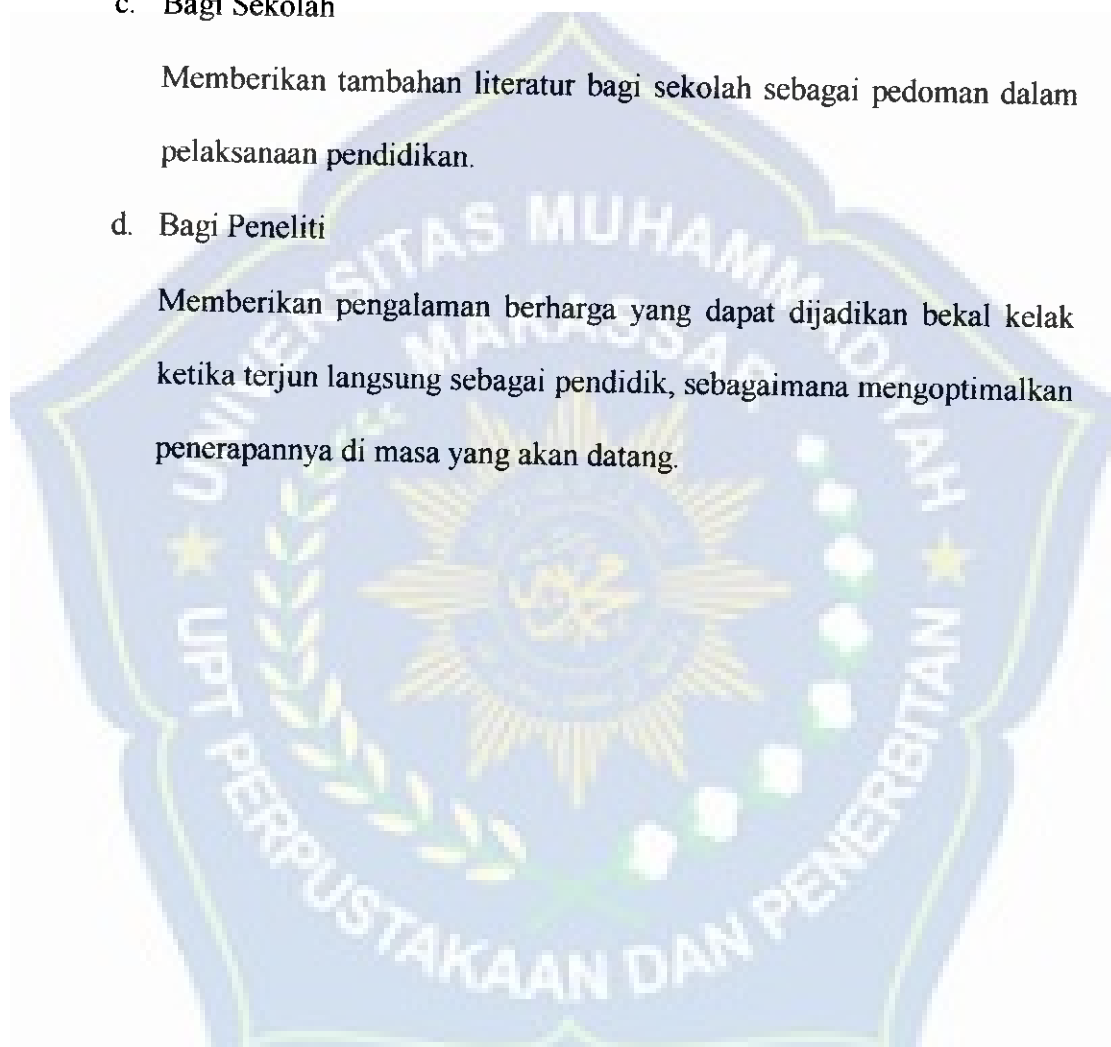 c. Bagi Sekolah
Memberikan tambahan literatur bagi sekolah sebagai pedoman dalam
pelaksanaan pendidikan.
d. Bagi Peneliti
Memberikan pengalaman berharga yang dapat dijadikan bekal kelak
ketika terjun langsung sebagai pendidik, sebagaimana mengoptimalkan
penerapannya di masa yang akan datang.
UNIVERSITAS MUHAMMADIYAH
MAKASSAR
UPT PERPUSTAKAAN DAN PENERBITAN